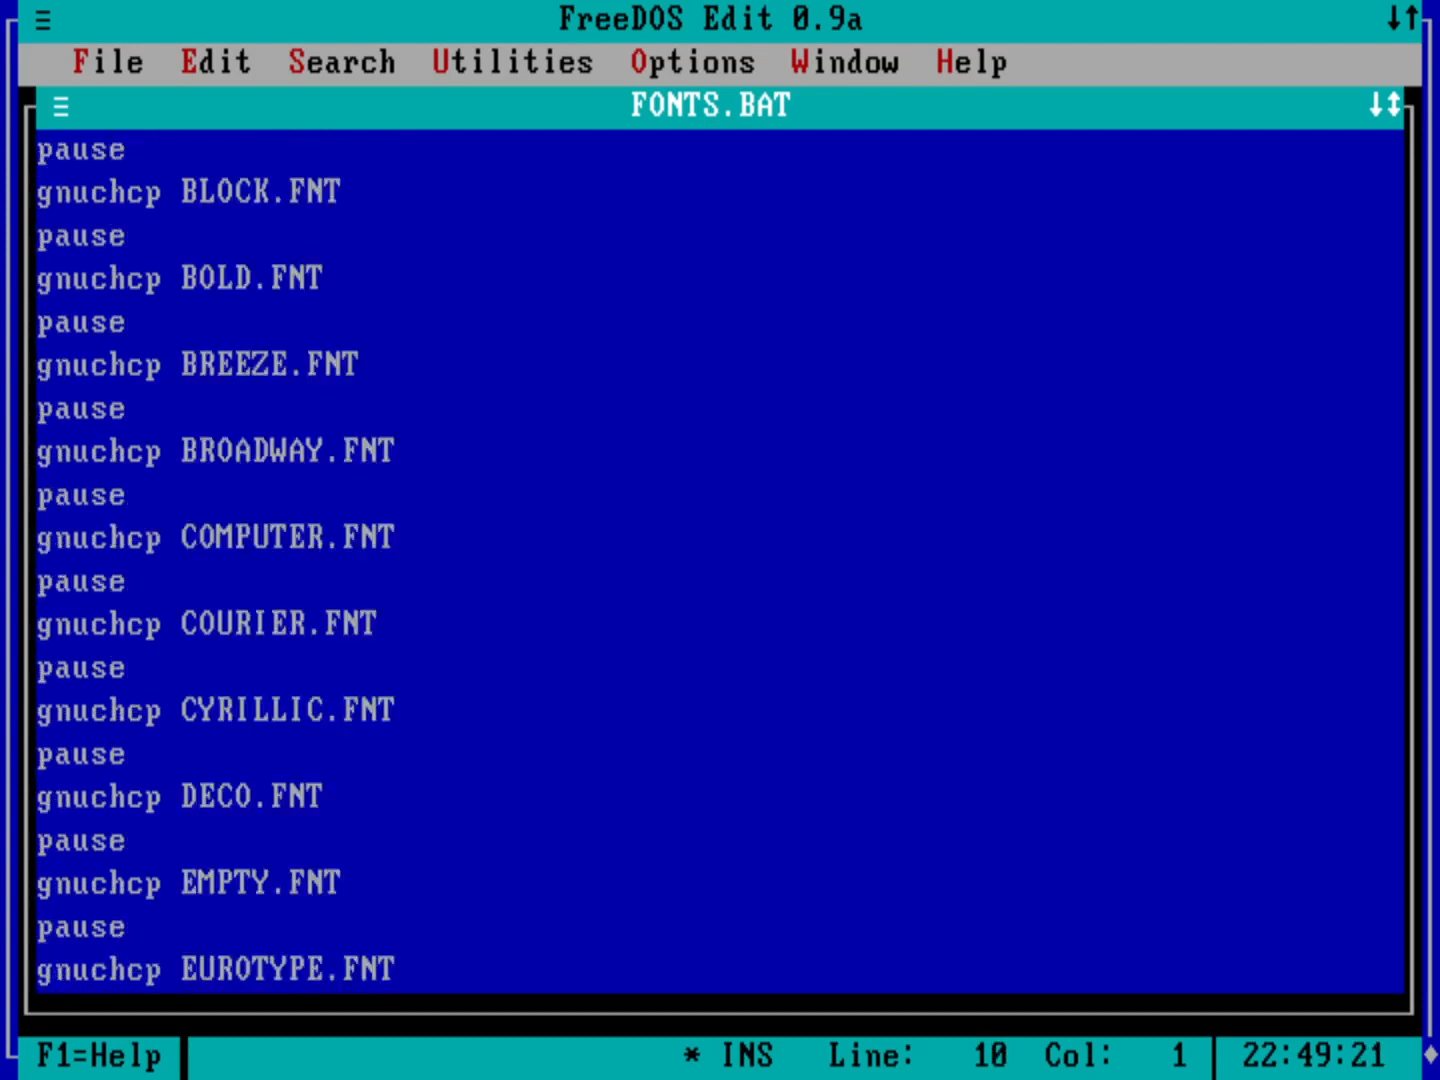 ≡ FreeDOS Edit 0.9a ↓↑
File Edit Search Utilities Options Window Help
≡ FONTS.BAT ↓↕
pause
gnuchcp BLOCK.FNT
pause
gnuchcp BOLD.FNT
pause
gnuchcp BREEZE.FNT
pause
gnuchcp BROADWAY.FNT
pause
gnuchcp COMPUTER.FNT
pause
gnuchcp COURIER.FNT
pause
gnuchcp CYRILLIC.FNT
pause
gnuchcp DECO.FNT
pause
gnuchcp EMPTY.FNT
pause
gnuchcp EUROTYPE.FNT
F1=Help * INS Line: 10 Col: 1 22:49:21